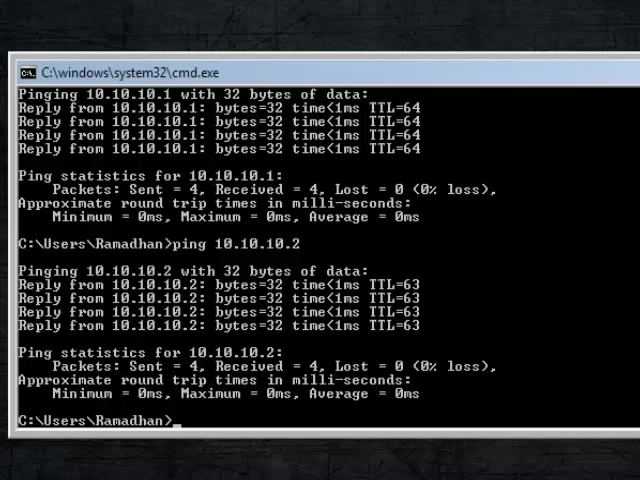 C:\windows\system32\cmd.exe
Pinging 10.10.10.1 with 32 bytes of data:
Reply from 10.10.10.1: bytes=32 time<1ms TTL=64
Reply from 10.10.10.1: bytes=32 time<1ms TTL=64
Reply from 10.10.10.1: bytes=32 time<1ms TTL=64
Reply from 10.10.10.1: bytes=32 time<1ms TTL=64
Ping statistics for 10.10.10.1:
Packets: Sent = 4, Received = 4, Lost = 0 (0% loss),
Approximate round trip times in milli-seconds:
Minimum = 0ms, Maximum = 0ms, Average = 0ms
C:\Users\Ramadhan>ping 10.10.10.2
Pinging 10.10.10.2 with 32 bytes of data:
Reply from 10.10.10.2: bytes=32 time<1ms TTL=63
Reply from 10.10.10.2: bytes=32 time<1ms TTL=63
Reply from 10.10.10.2: bytes=32 time<1ms TTL=63
Reply from 10.10.10.2: bytes=32 time<1ms TTL=63
Ping statistics for 10.10.10.2:
Packets: Sent = 4, Received = 4, Lost = 0 (0% loss),
Approximate round trip times in milli-seconds:
Minimum = 0ms, Maximum = 0ms, Average = 0ms
C:\Users\Ramadhan>_